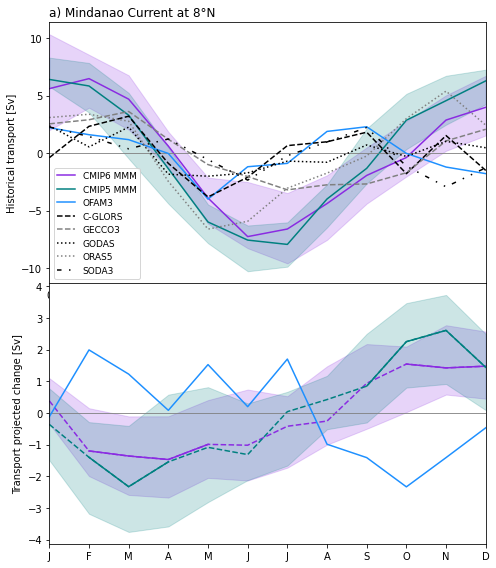 a) Mindanao Current at 8°N
10
5
0
−5
−10
Historical transport [Sv]
CMIP6 MMM
CMIP5 MMM
OFAM3
C-GLORS
GECCO3
GODAS
ORAS5
SODA3
4
3
2
1
0
−1
−2
−3
−4
Transport projected change [Sv]
J F M A M J J A S O N D